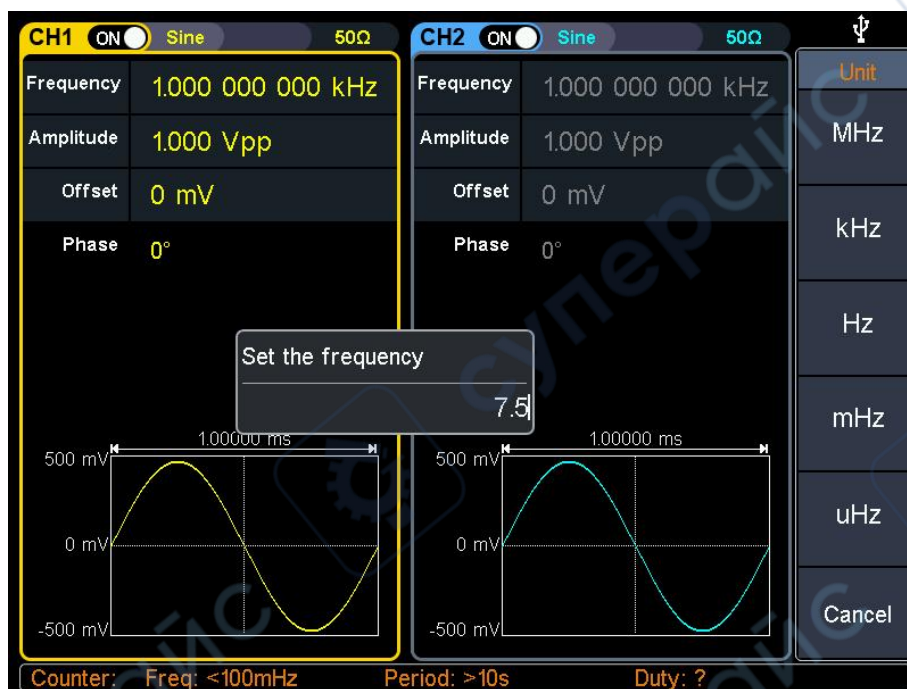 CH1 ON Sine 50Ω
Frequency 1.000 000 000 kHz
Amplitude 1.000 Vpp
Offset 0 mV
Phase 0°
CH2 ON Sine 50Ω
Frequency 1.000 000 000 kHz
Amplitude 1.000 Vpp
Offset 0 mV
Phase 0°
Set the frequency
7.5
1.00000 ms
500 mV
0 mV
-500 mV
1.00000 ms
500 mV
0 mV
-500 mV
Unit
MHz
kHz
Hz
mHz
uHz
Cancel
Counter: Freq: <100mHz Period: >10s Duty: ?
суперайс